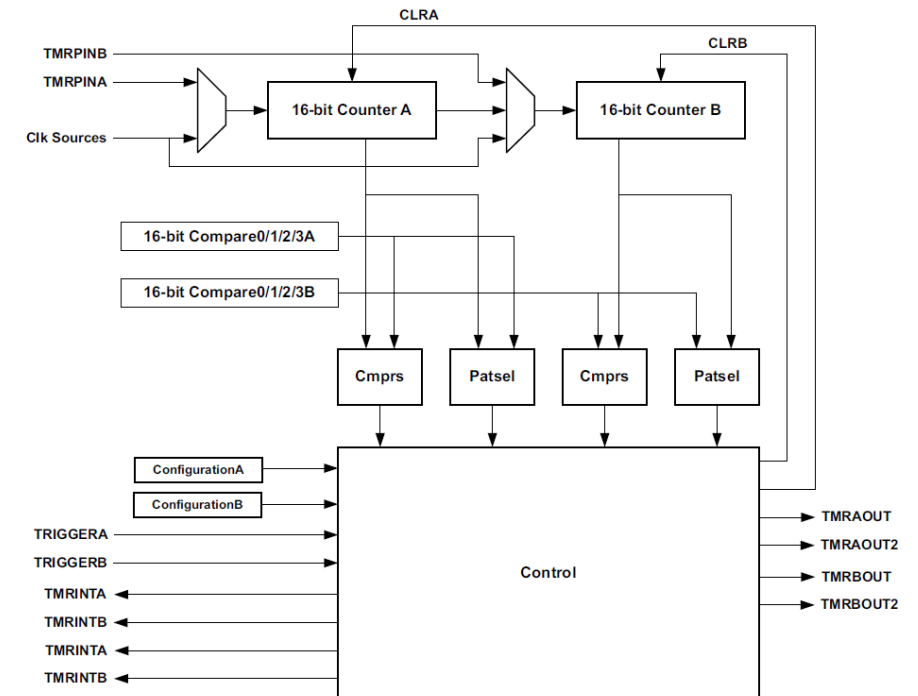 CLRA
CLRB
TMRPINB
TMRPINA
16-bit Counter A
16-bit Counter B
Clk Sources
16-bit Compare0/1/2/3A
16-bit Compare0/1/2/3B
Cmprs
Patsel
Cmprs
Patsel
ConfigurationA
ConfigurationB
TRIGGERA
TRIGGERB
TMRINTA
TMRINTB
TMRINTA
TMRINTB
Control
TMRAOUT
TMRAOUT2
TMRBOUT
TMRBOUT2